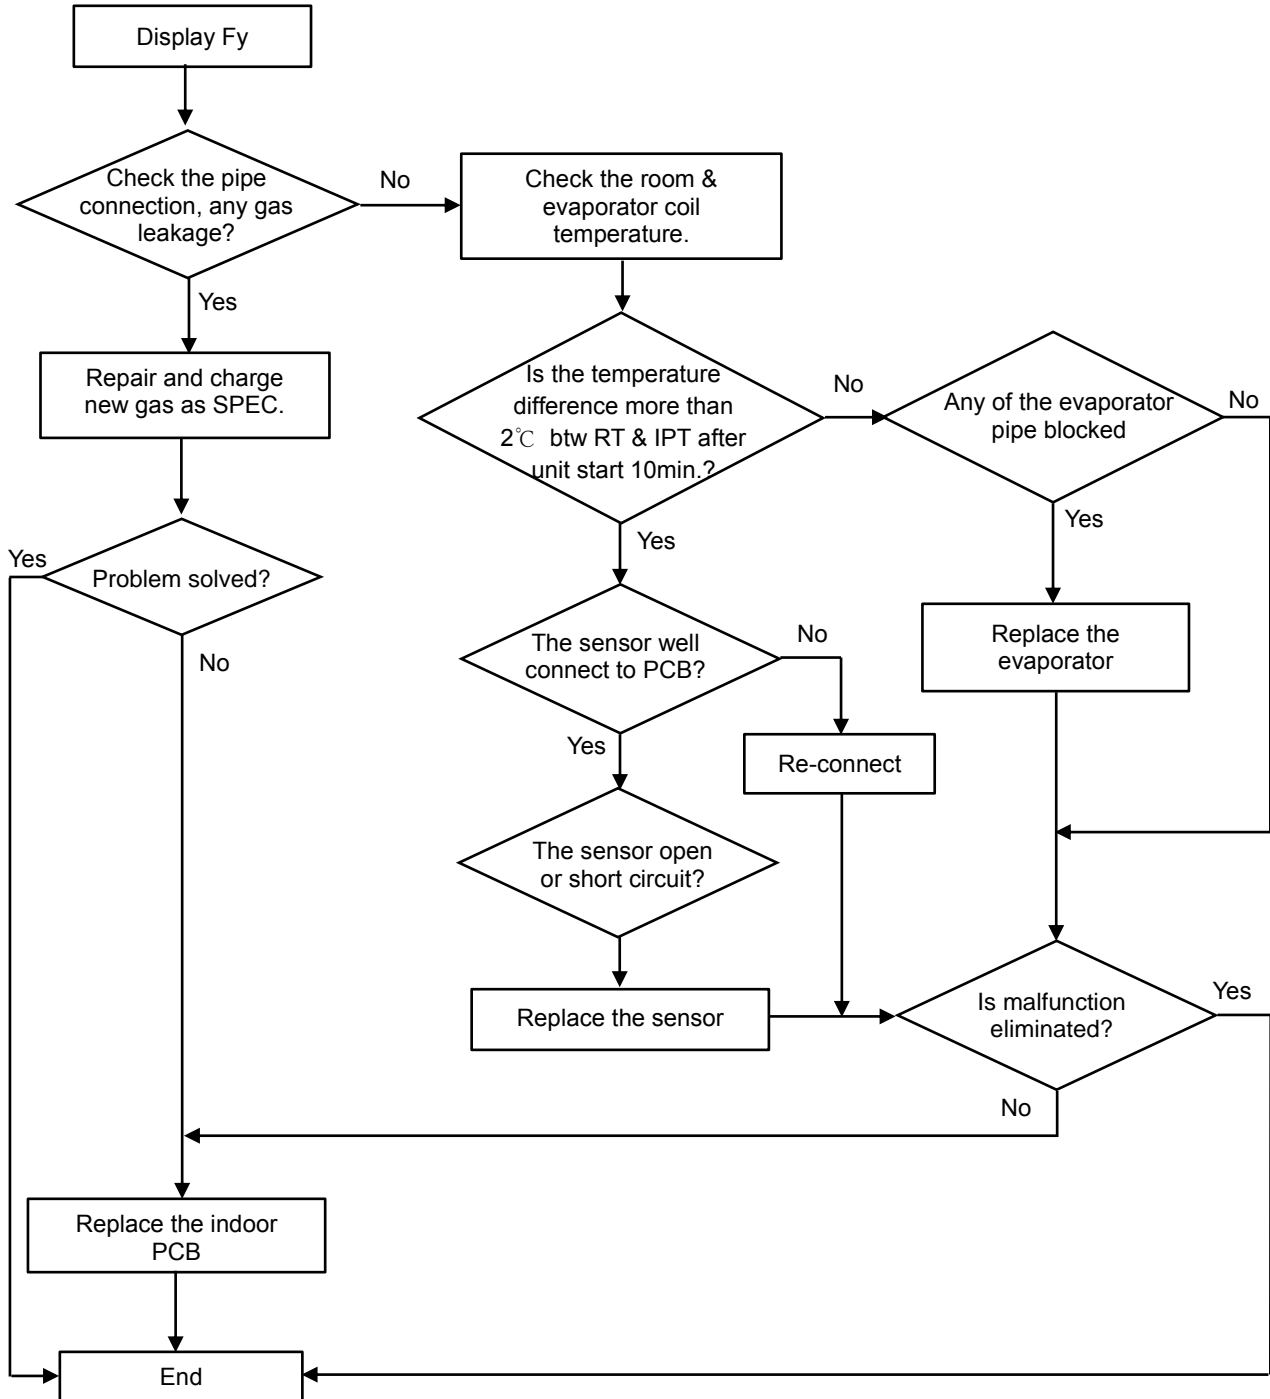 Display Fy
Check the pipe
connection, any gas
leakage?
No
Check the room &
evaporator coil
temperature.
Yes
Repair and charge
new gas as SPEC.
Is the temperature
difference more than
2℃ btw RT & IPT after
unit start 10min.?
No
Any of the evaporator
pipe blocked
No
Yes
Yes
Yes
Problem solved?
No
The sensor well
connect to PCB?
No
Replace the
evaporator
Yes
Re-connect
The sensor open
or short circuit?
Replace the sensor
Is malfunction
eliminated?
Yes
No
Replace the indoor
PCB
End